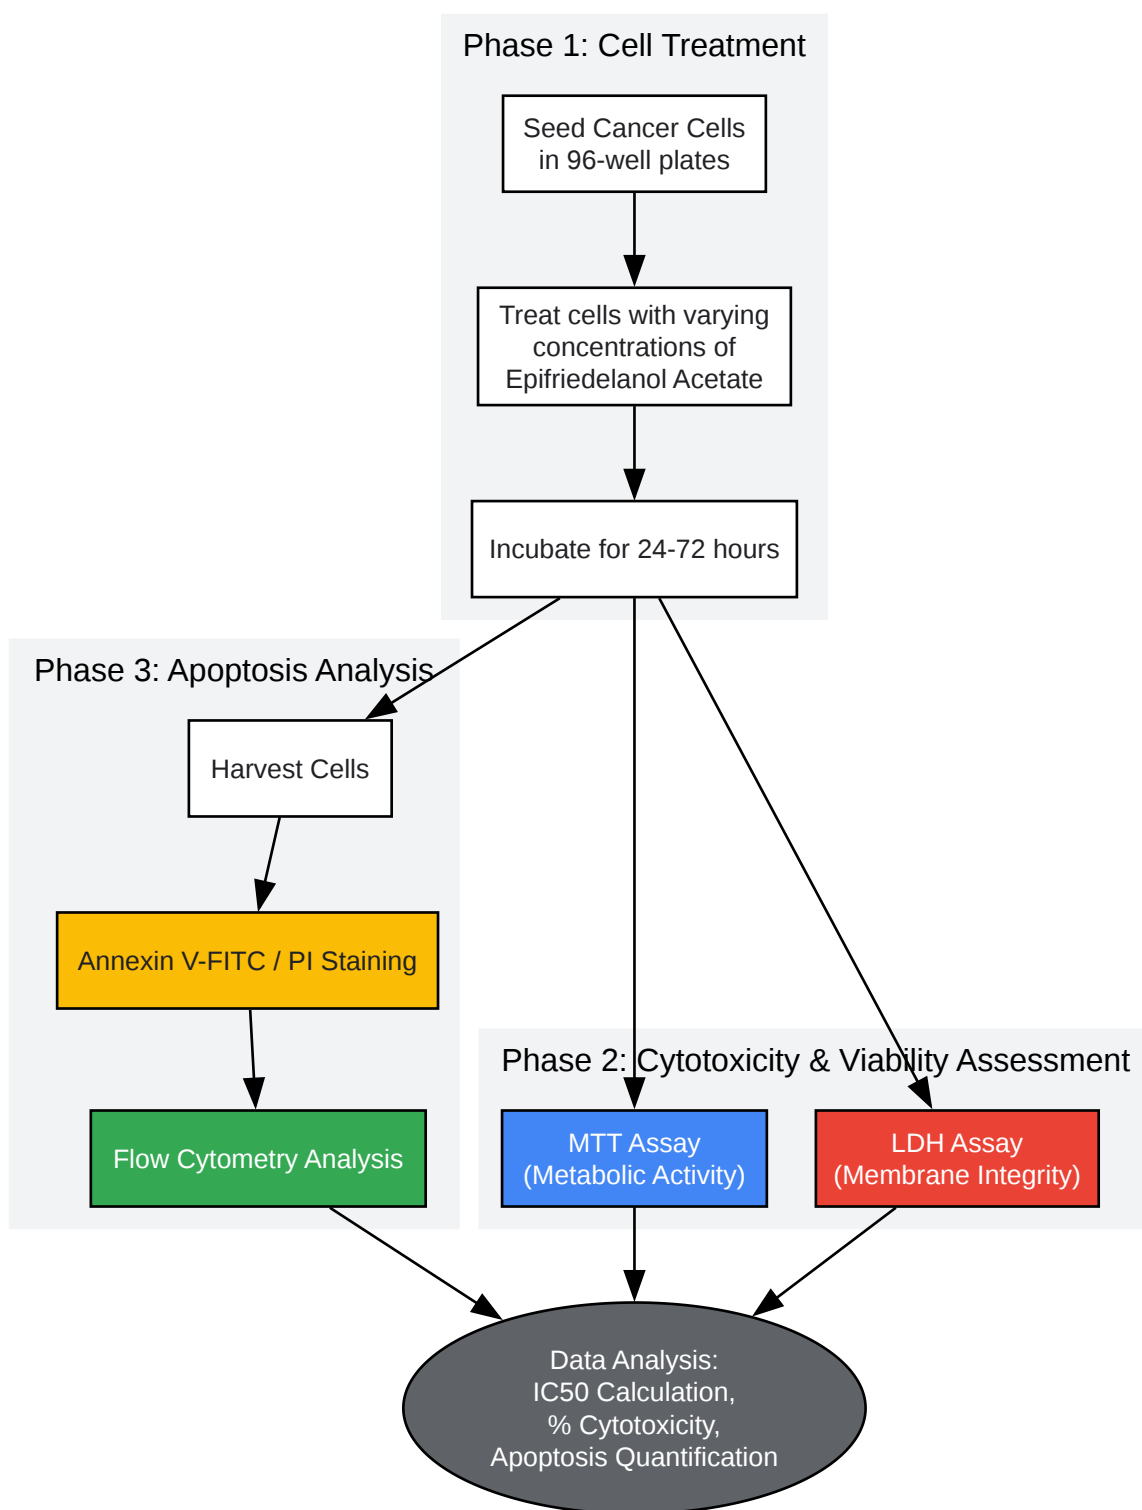 Phase 1: Cell Treatment
Seed Cancer Cells
in 96-well plates
Treat cells with varying
concentrations of
Epifriedelanol Acetate
Incubate for 24-72 hours
Phase 3: Apoptosis Analysis
Harvest Cells
Annexin V-FITC / PI Staining
Flow Cytometry Analysis
Phase 2: Cytotoxicity & Viability Assessment
MTT Assay
(Metabolic Activity)
LDH Assay
(Membrane Integrity)
Data Analysis:
IC50 Calculation,
% Cytotoxicity,
Apoptosis Quantification